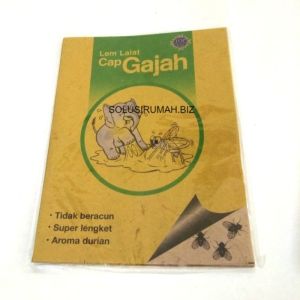 Lem Lalat
Cap Gajah
SOLUSIRUMAH.BIZ
• Tidak beracun
• Super lengket
• Aroma durian